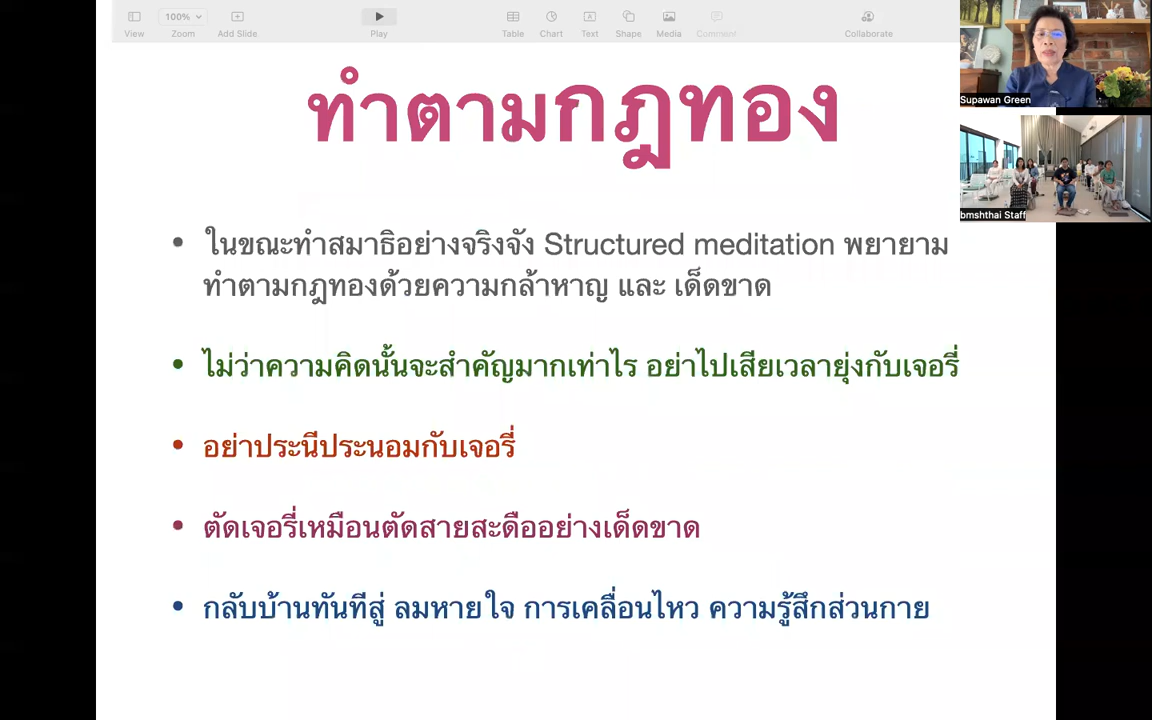 View
100%
Zoom
Add Slide
Play
Table
Chart
Text
Shape
Media
Comment
Collaborate
Supawan Green
bmshthai Staff
ทำตามกฎทอง
• ในขณะทำสมาธิอย่างจริงจัง Structured meditation พยายาม
ทำตามกฎทองด้วยความกล้าหาญ และ เด็ดขาด
• ไม่ว่าความคิดนั้นจะสำคัญมากเท่าไร อย่าไปเสียเวลายุ่งกับเจอรี่
• อย่าประนีประนอมกับเจอรี่
• ตัดเจอรี่เหมือนตัดสายสะดืออย่างเด็ดขาด
• กลับบ้านทันทีสู่ ลมหายใจ การเคลื่อนไหว ความรู้สึกส่วนกาย